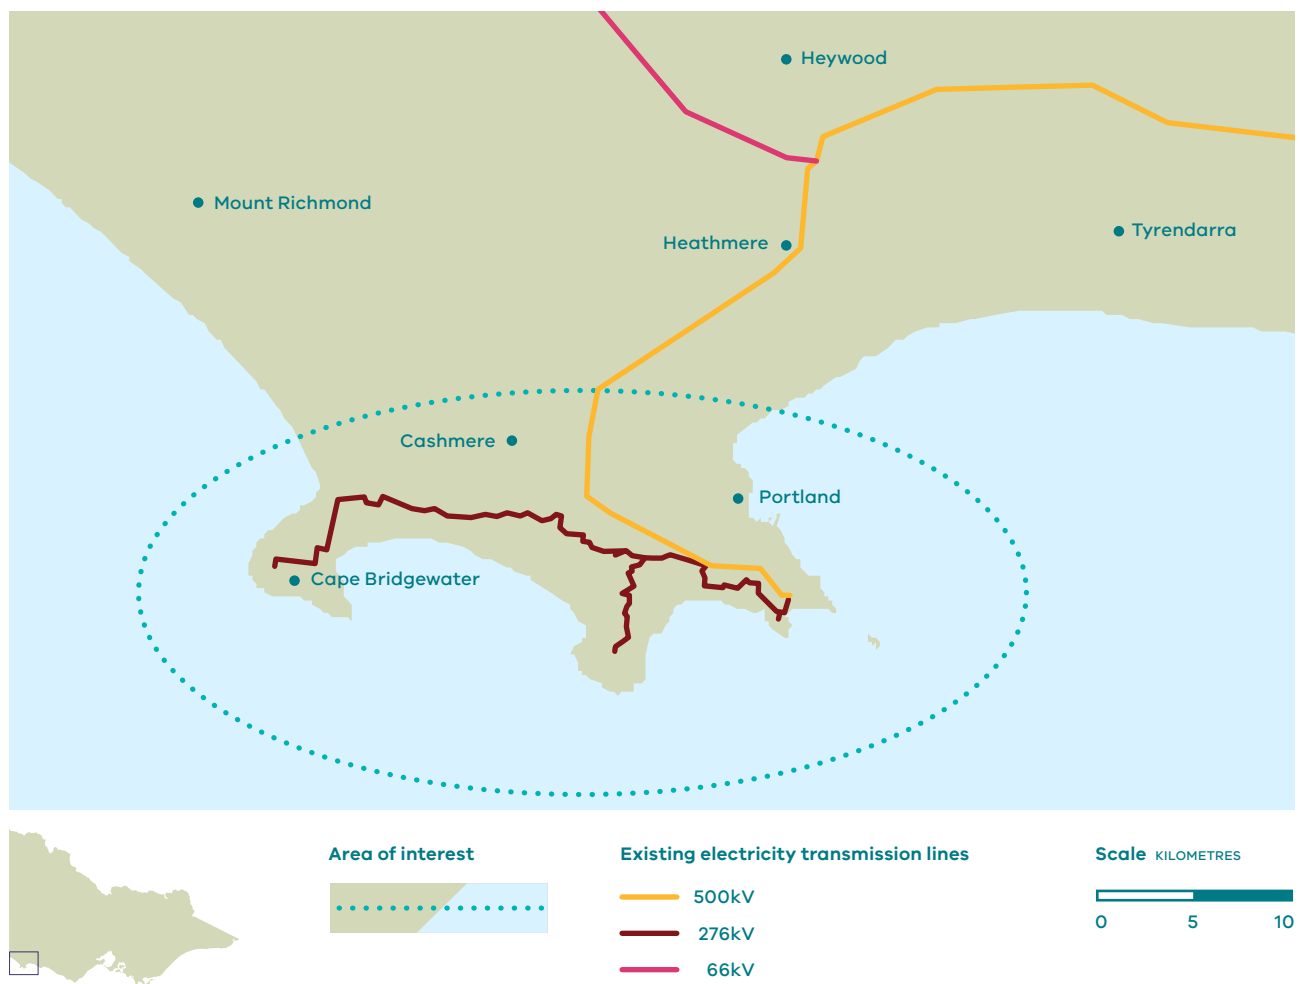 Heywood
Mount Richmond
Tyrendarra
Heathmere
Cashmere
Portland
Cape Bridgewater
Area of interest
Existing electricity transmission lines
500kV
276kV
66kV
Scale KILOMETRES
0 5 10